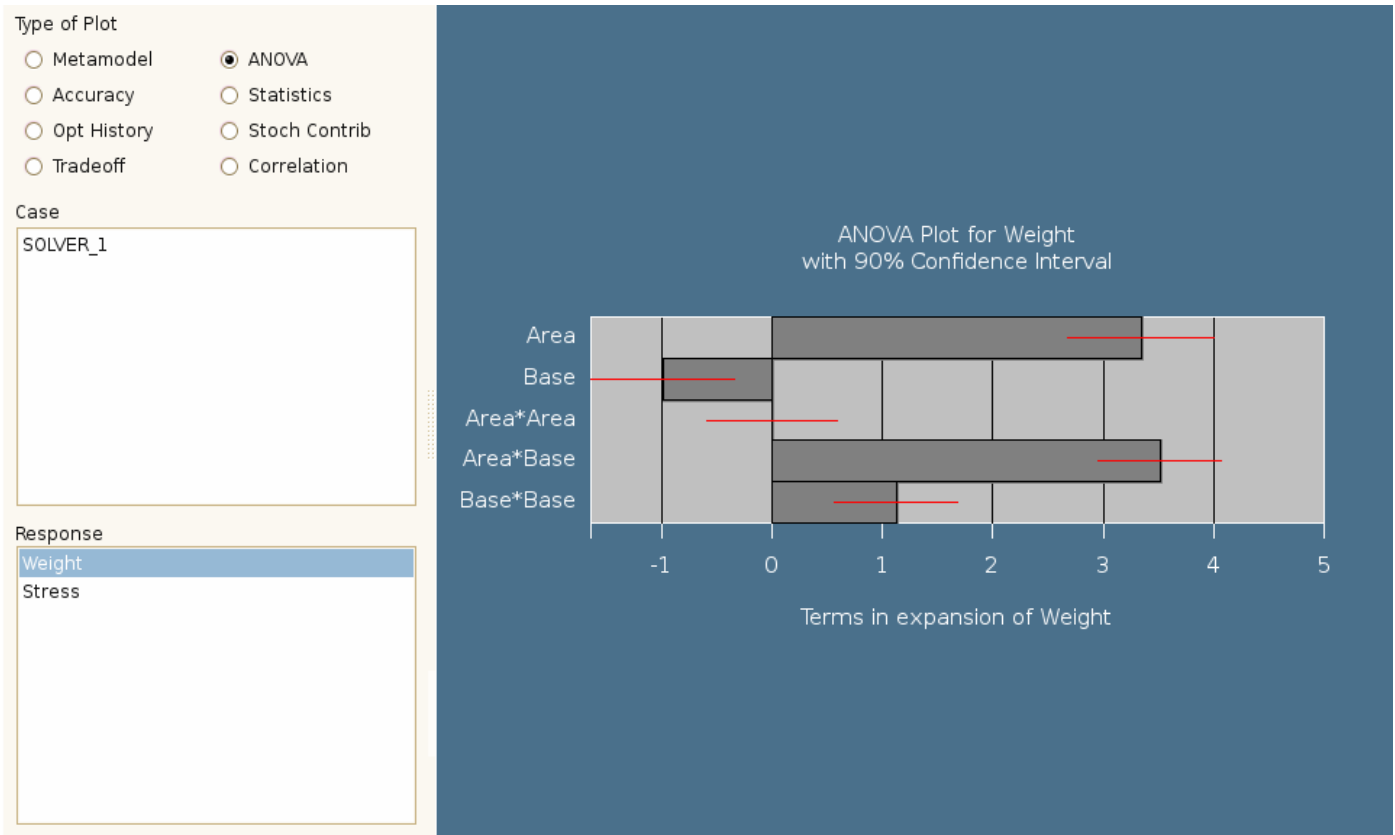 Type of Plot
Metamodel
ANOVA
Accuracy
Statistics
Opt History
Stoch Contrib
Tradeoff
Correlation
Case
SOLVER_1
Response
Weight
Stress
ANOVA Plot for Weight
with 90% Confidence Interval
Area
Base
Area*Area
Area*Base
Base*Base
-1 0 1 2 3 4 5
Terms in expansion of Weight